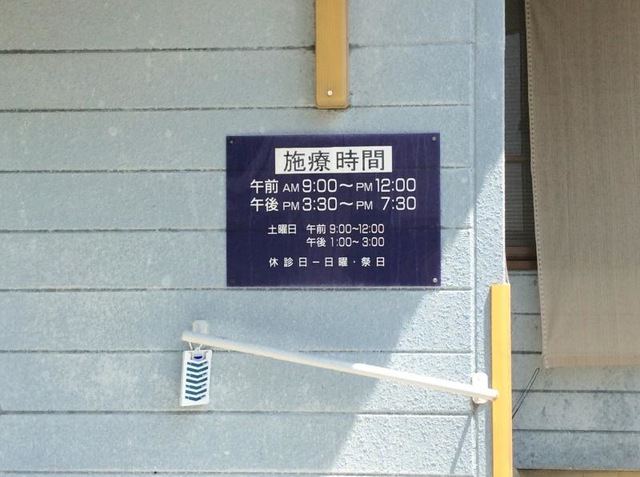 施療時間
午前 AM 9:00〜PM 12:00
午後 PM 3:30〜PM 7:30
土曜日 午前 9:00~12:00
午後 1:00~3:00
休診日－日曜・祭日